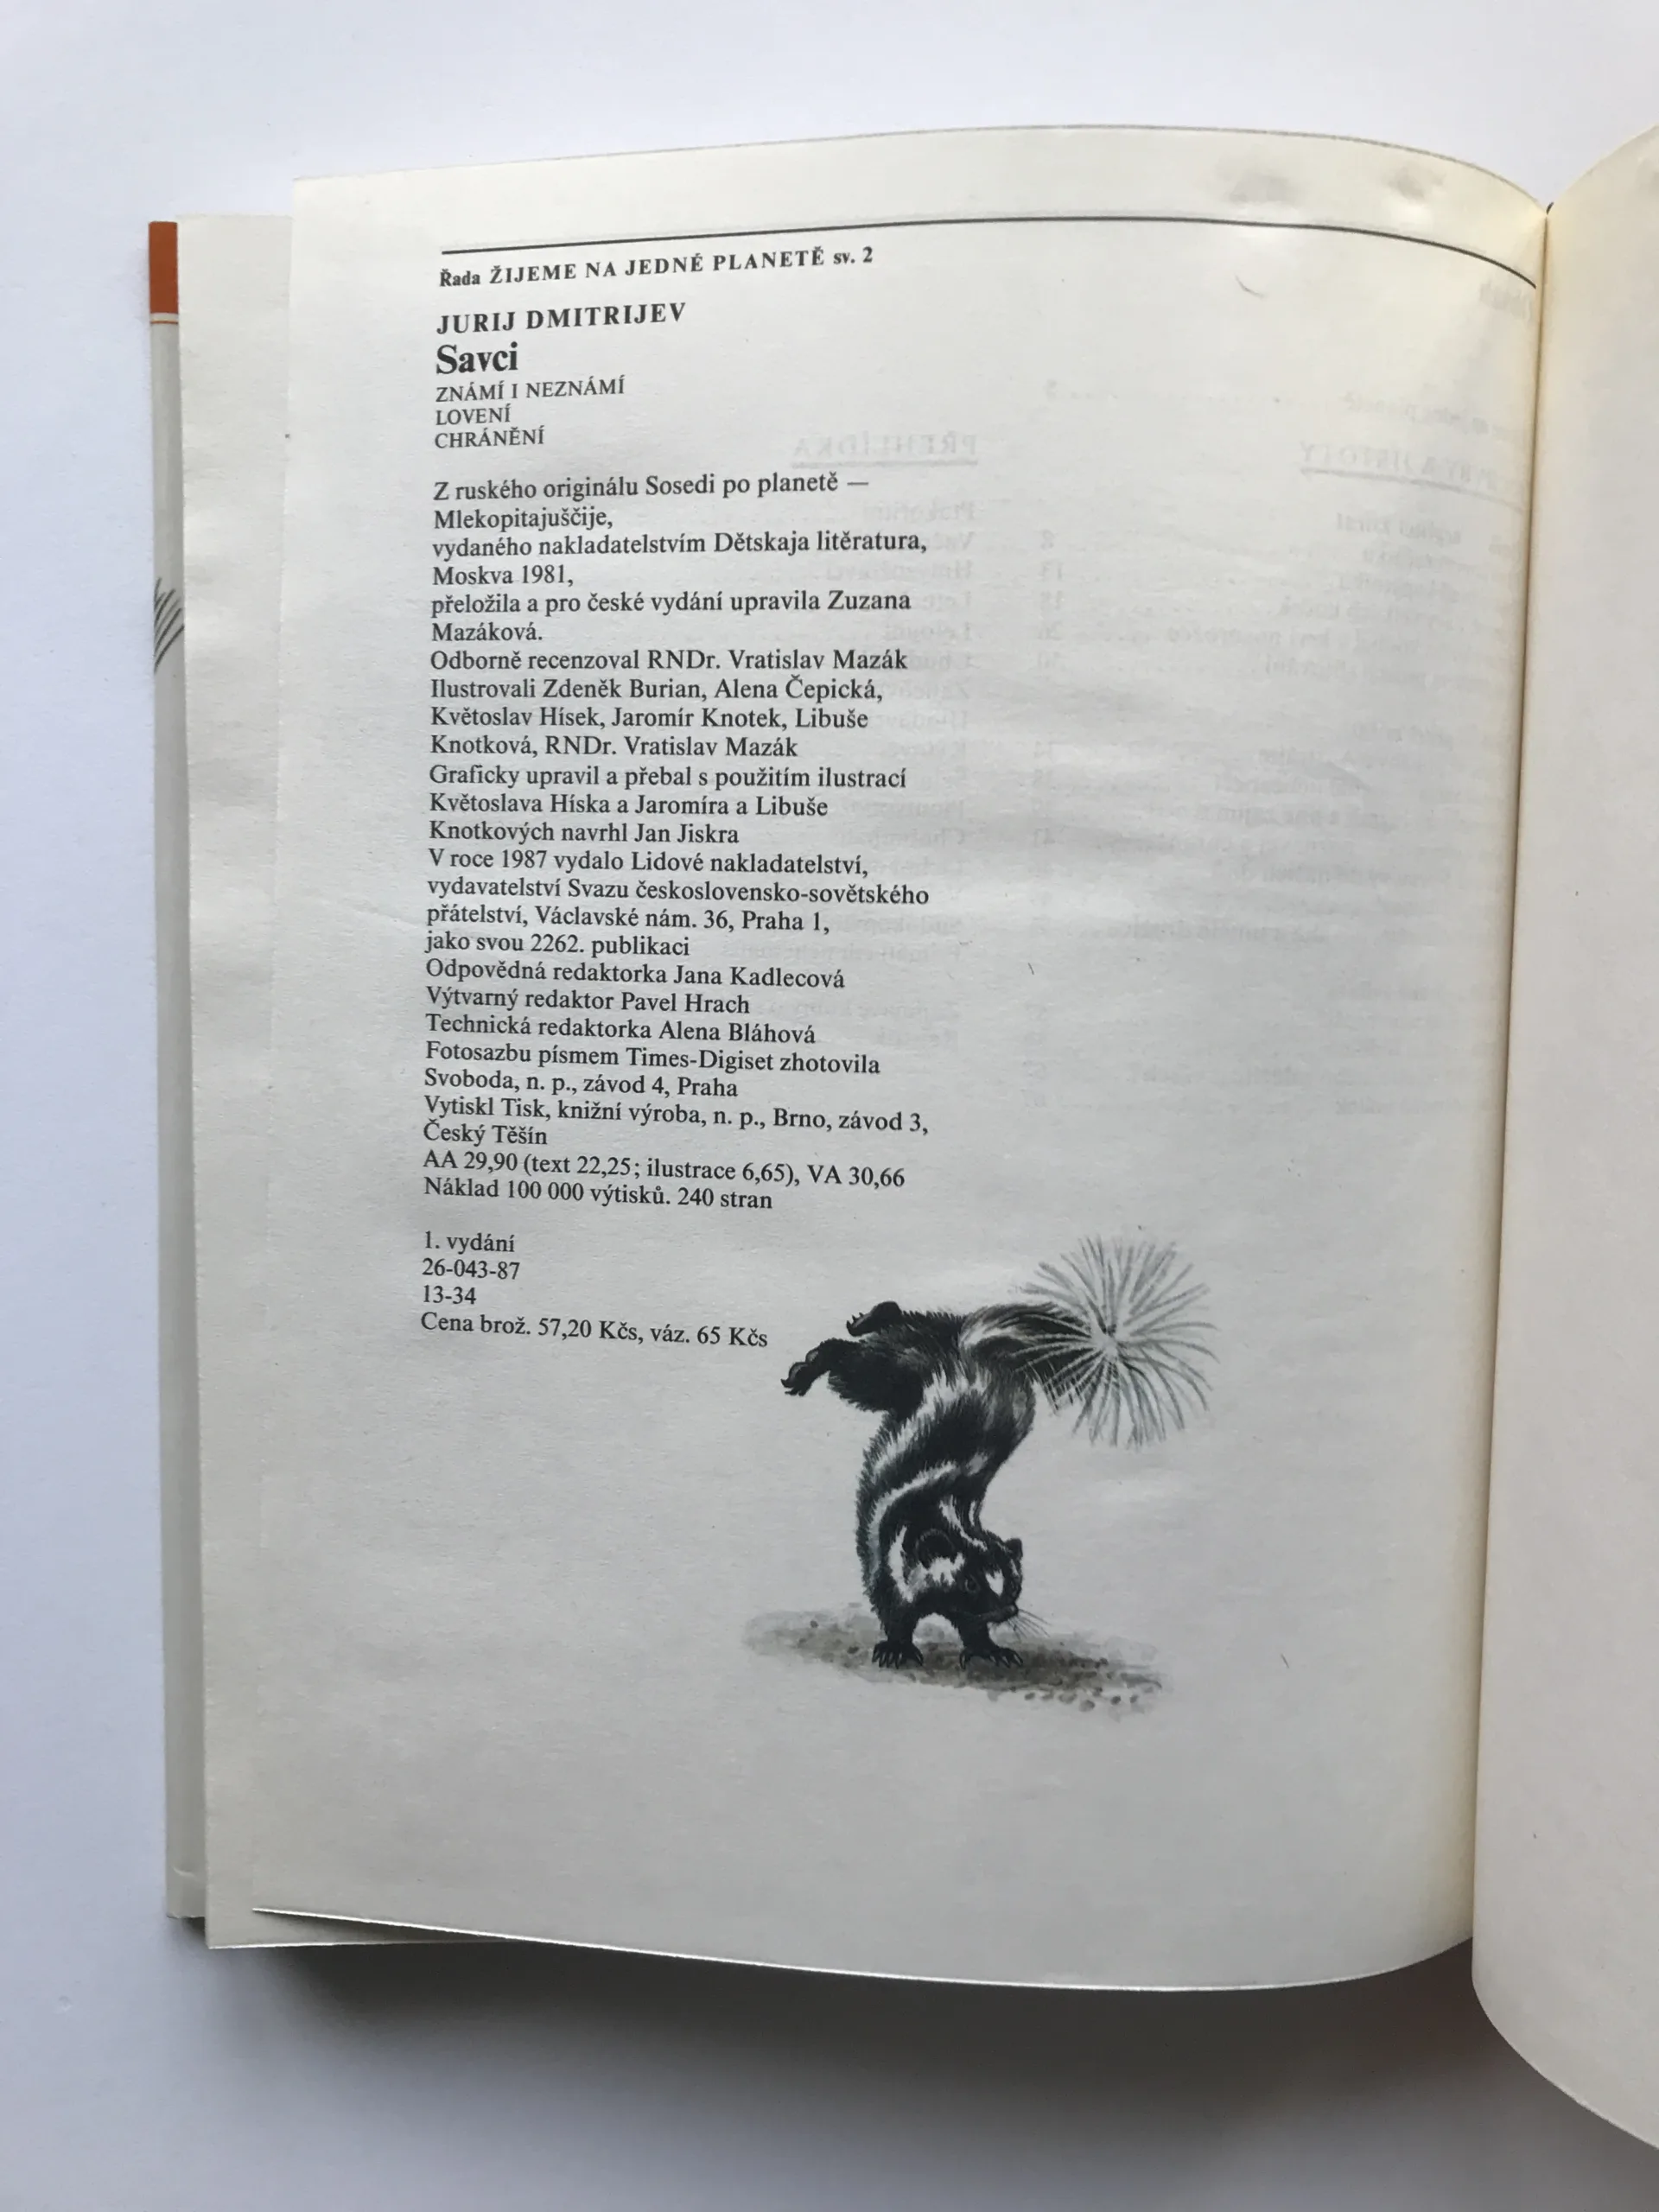 Řada ŽIJEME NA JEDNÉ PLANETĚ sv. 2
JURIJ DMITRIJEV
Savci
ZNÁMÍ I NEZNÁMÍ
LOVENÍ
CHRÁNĚNÍ
Z ruského originálu Sosedi po planetě —
Mlekopitajuščije,
vydaného nakladatelstvím Dětskaja litěratura,
Moskva 1981,
přeložila a pro české vydání upravila Zuzana
Mazáková.
Odborně recenzoval RNDr. Vratislav Mazák
Ilustrovali Zdeněk Burian, Alena Čepická,
Květoslav Hísek, Jaromír Knotek, Libuše
Knotková, RNDr. Vratislav Mazák
Graficky upravil a přebal s použitím ilustrací
Květoslava Híska a Jaromíra a Libuše
Knotkových navrhl Jan Jiskra
V roce 1987 vydalo Lidové nakladatelství,
vydavatelství Svazu československo-sovětského
přátelství, Václavské nám. 36, Praha 1,
jako svou 2262. publikaci
Odpovědná redaktorka Jana Kadlecová
Výtvarný redaktor Pavel Hrach
Technická redaktorka Alena Bláhová
Fotosazbu písmem Times-Digiset zhotovila
Svoboda, n. p., závod 4, Praha
Vytiskl Tisk, knižní výroba, n. p., Brno, závod 3,
Český Těšín
AA 29,90 (text 22,25; ilustrace 6,65), VA 30,66
Náklad 100 000 výtisků. 240 stran
1. vydání
26-043-87
13-34
Cena brož. 57,20 Kčs, váz. 65 Kčs